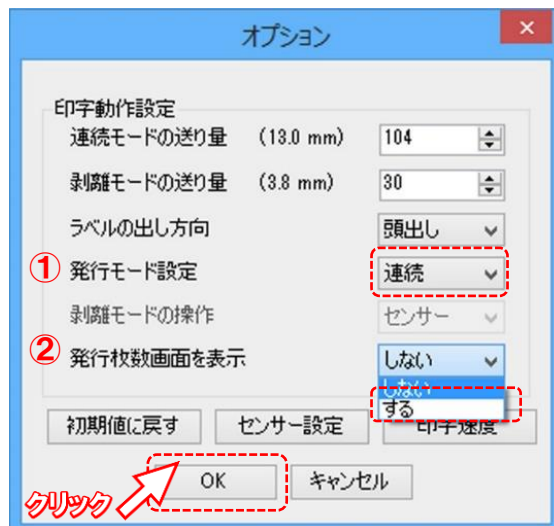 オプション
印字動作設定
連続モードの送り量 (13.0 mm) 104
剥離モードの送り量 (3.8 mm) 30
ラベルの出し方向 頭出し
① 発行モード設定 連続
剥離モードの操作 センサー
② 発行枚数画面を表示 しない
しない
する
初期値に戻す センサー設定 印字速度
OK キャンセル
クリック